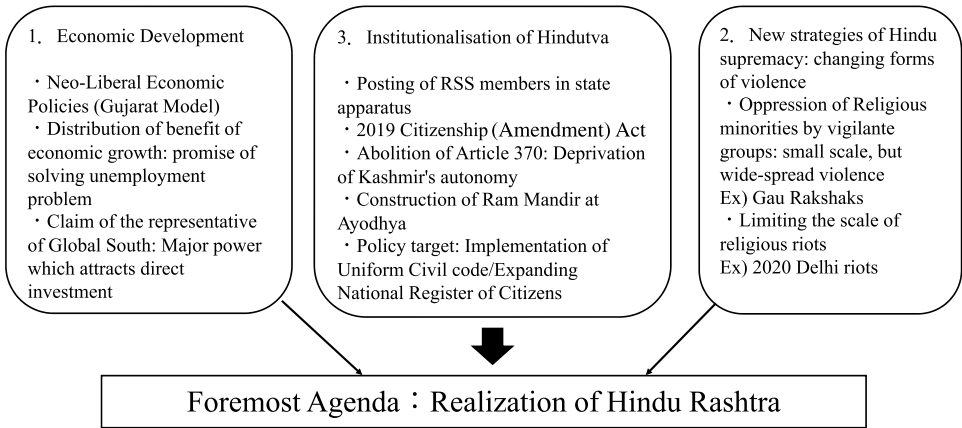 1． Economic Development
・Neo-Liberal Economic
Policies (Gujarat Model)
・Distribution of benefit of
economic growth: promise of
solving unemployment
problem
・Claim of the representative
of Global South: Major power
which attracts direct
investment
3． Institutionalisation of Hindutva
・Posting of RSS members in state
apparatus
・2019 Citizenship (Amendment) Act
・Abolition of Article 370: Deprivation
of Kashmir's autonomy
・Construction of Ram Mandir at
Ayodhya
・Policy target: Implementation of
Uniform Civil code/Expanding
National Register of Citizens
2． New strategies of Hindu
supremacy: changing forms
of violence
・Oppression of Religious
minorities by vigilante
groups: small scale, but
wide-spread violence
Ex) Gau Rakshaks
・Limiting the scale of
religious riots
Ex) 2020 Delhi riots
Foremost Agenda：Realization of Hindu Rashtra